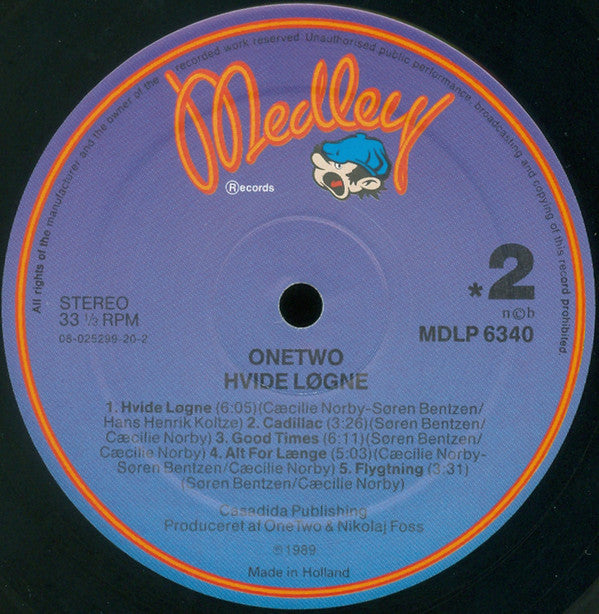 All rights of the manufacturer and the owner of the recorded work reserved. Unauthorised public performance, broadcasting and copying of this record prohibited.
Medley
Ⓡecords
STEREO
33 ⅓ RPM
08-025299-20-2
*2
n©b
MDLP 6340
ONETWO
HVIDE LØGNE
1. Hvide Løgne (6:05)(Cæcilie Norby-Søren Bentzen/
Hans Henrik Koltze) 2. Cadillac (3:26)(Søren Bentzen/
Cæcilie Norby) 3. Good Times (6:11)(Søren Bentzen/
Cæcilie Norby) 4. Alt For Længe (5:03)(Cæcilie Norby-
Søren Bentzen/Cæcilie Norby) 5. Flygtning (3:31)
(Søren Bentzen/Cæcilie Norby)
Casadida Publishing
Produceret af OneTwo & Nikolaj Foss
℗1989
Made in Holland